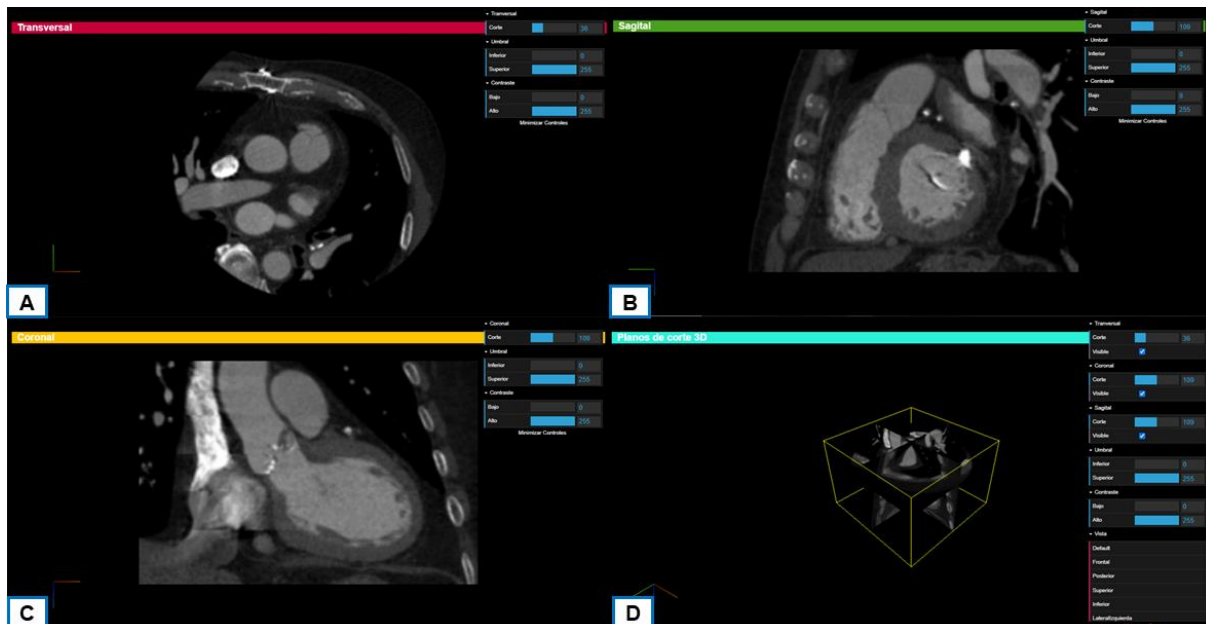 Transversal
Tranversal
Corte 36
Umbral
Inferior 0
Superior 255
Contraste
Bajo 0
Alto 255
Minimizar Controles
A
Sagital
Sagital
Corte 109
Umbral
Inferior 0
Superior 255
Contraste
Bajo 0
Alto 255
Minimizar Controles
B
Coronal
Coronal
Corte 109
Umbral
Inferior 0
Superior 255
Contraste
Bajo 0
Alto 255
Minimizar Controles
C
Planos de corte 3D
Tranversal
Corte 36
Visible
Coronal
Corte 109
Visible
Sagital
Corte 109
Visible
Umbral
Inferior 0
Superior 255
Contraste
Bajo 0
Alto 255
Vista
Default
Frontal
Posterior
Superior
Inferior
LateralIzquierda
D